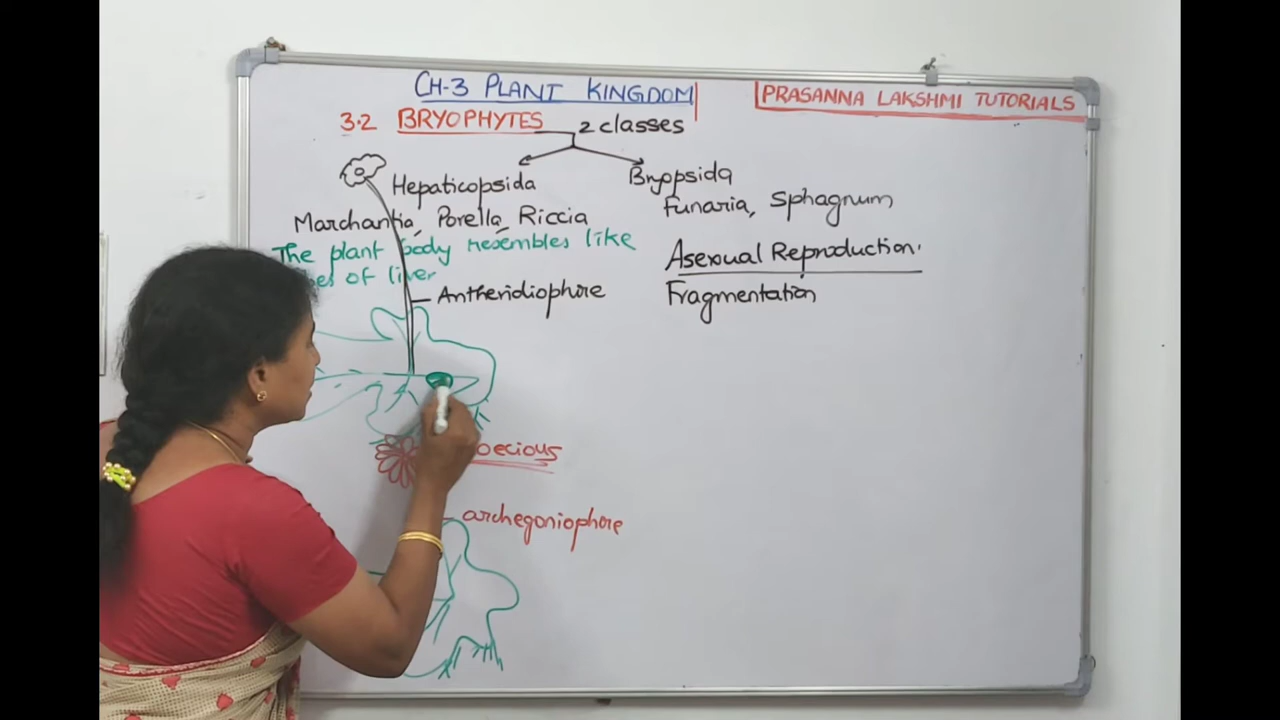 CH-3 PLANT KINGDOM
PRASANNA LAKSHMI TUTORIALS
3.2 BRYOPHYTES 2 classes
Hepaticopsida
Bryopsida
Marchantia, Porella, Riccia
Funaria, Sphagnum
The plant body resembles like
of liver
Asexual Reproduction.
Antheridiophore
Fragmentation
archegoniophore